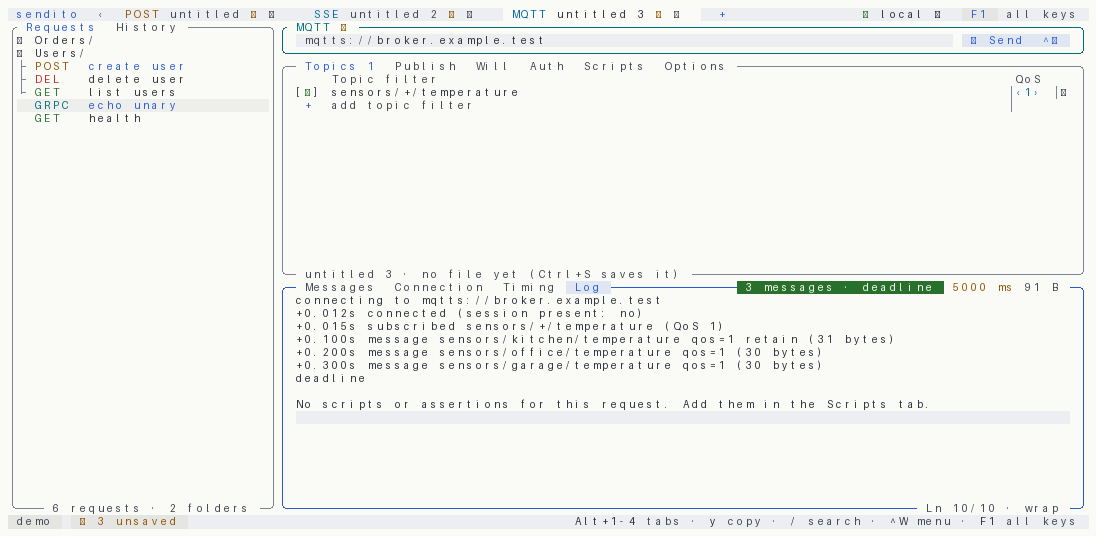 sendito ‹ POST untitled SSE untitled 2 MQTT untitled 3 + local F1 all keys
Requests History
Orders/
Users/
POST create user
DEL delete user
GET list users
GRPC echo unary
GET health
6 requests · 2 folders
MQTT
mqtts://broker.example.test Send ^
Topics 1 Publish Will Auth Scripts Options
Topic filter QoS
[ ] sensors/+/temperature ‹1›
+ add topic filter
untitled 3 · no file yet (Ctrl+S saves it)
Messages Connection Timing Log 3 messages · deadline 5000 ms 91 B
connecting to mqtts://broker.example.test
+0.012s connected (session present: no)
+0.015s subscribed sensors/+/temperature (QoS 1)
+0.100s message sensors/kitchen/temperature qos=1 retain (31 bytes)
+0.200s message sensors/office/temperature qos=1 (30 bytes)
+0.300s message sensors/garage/temperature qos=1 (30 bytes)
deadline
No scripts or assertions for this request. Add them in the Scripts tab.
Ln 10/10 · wrap
demo 3 unsaved Alt+1-4 tabs · y copy · / search · ^W menu · F1 all keys